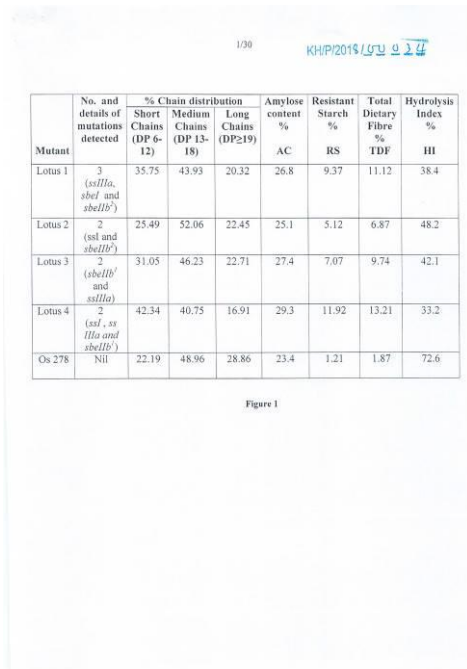 1/30
KH/P/2018/
No. and details of mutations detected
% Chain distribution
Amylose content % AC
Resistant Starch % RS
Total Dietary Fibre % TDF
Hydrolysis Index % HI
Mutant
Short Chains (DP 6-12)
Medium Chains (DP 13-18)
Long Chains (DP≥19)
Lotus 1 3 (ssIIIa, sbeI and sbeIIb²) 35.75 43.93 20.32 26.8 9.37 11.12 38.4
Lotus 2 2 (ssI and sbeIIb²) 25.49 52.06 22.45 25.1 5.12 6.87 48.2
Lotus 3 2 (sbeIIb¹ and ssIIIa) 31.05 46.23 22.71 27.4 7.07 9.74 42.1
Lotus 4 2 (ssI , ss IIIa and sbeIIb¹) 42.34 40.75 16.91 29.3 11.92 13.21 33.2
Os 278 Nil 22.19 48.96 28.86 23.4 1.21 1.87 72.6
Figure 1